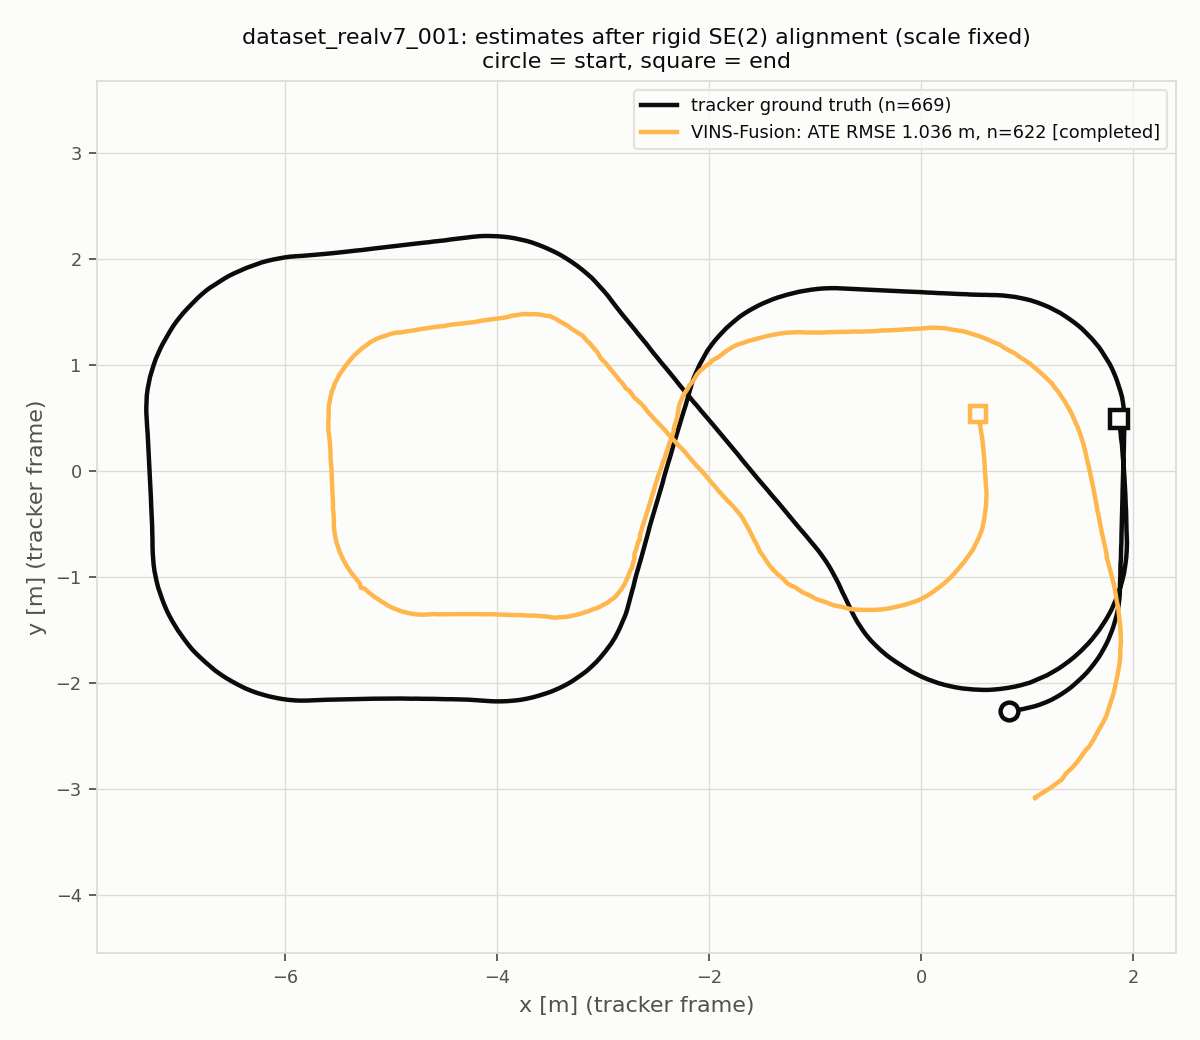 dataset_realv7_001: estimates after rigid SE(2) alignment (scale fixed)
circle = start, square = end
tracker ground truth (n=669)
VINS-Fusion: ATE RMSE 1.036 m, n=622 [completed]
3
2
1
0
−1
−2
−3
−4
y [m] (tracker frame)
−6
−4
−2
0
2
x [m] (tracker frame)